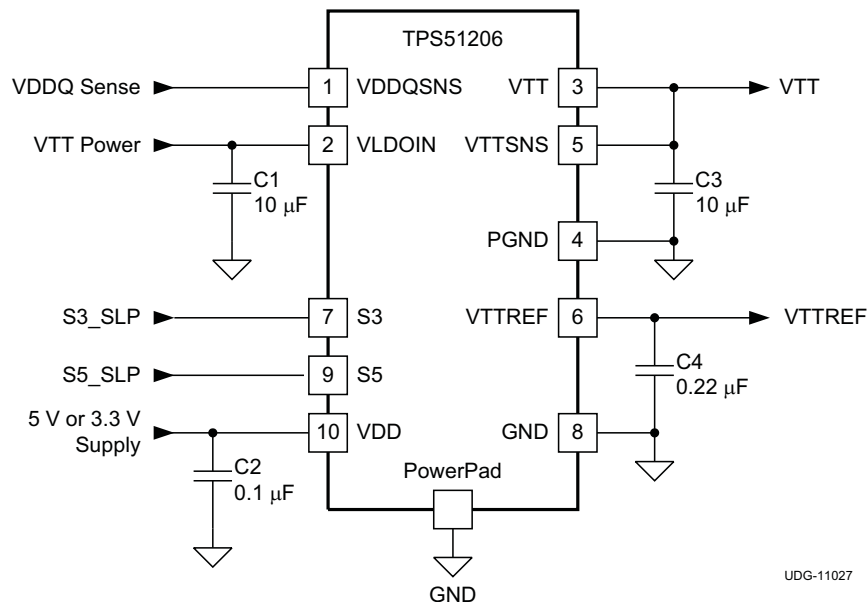 TPS51206
VDDQ Sense 1 VDDQSNS VTT 3 VTT
VTT Power 2 VLDOIN VTTSNS 5
C1
10 μF
C3
10 μF
PGND 4
S3_SLP 7 S3 VTTREF 6 VTTREF
S5_SLP 9 S5
C4
0.22 μF
5 V or 3.3 V
Supply
10 VDD GND 8
C2
0.1 μF
PowerPad
GND
UDG-11027